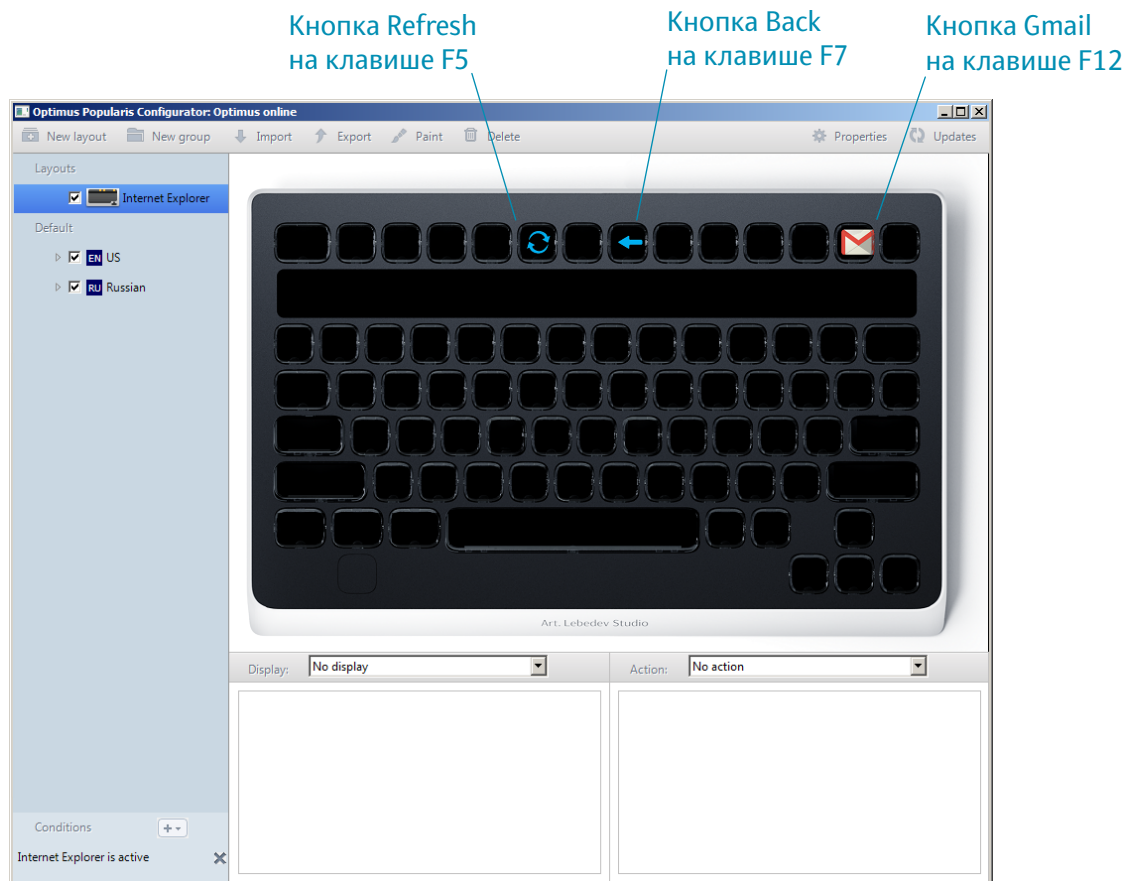 Кнопка Refresh
на клавише F5
Кнопка Back
на клавише F7
Кнопка Gmail
на клавише F12
Optimus Popularis Configurator: Optimus online
New layout New group Import Export Paint Delete Properties Updates
Layouts
Internet Explorer
Default
EN US
RU Russian
Art. Lebedev Studio
Display: No display Action: No action
Conditions
Internet Explorer is active